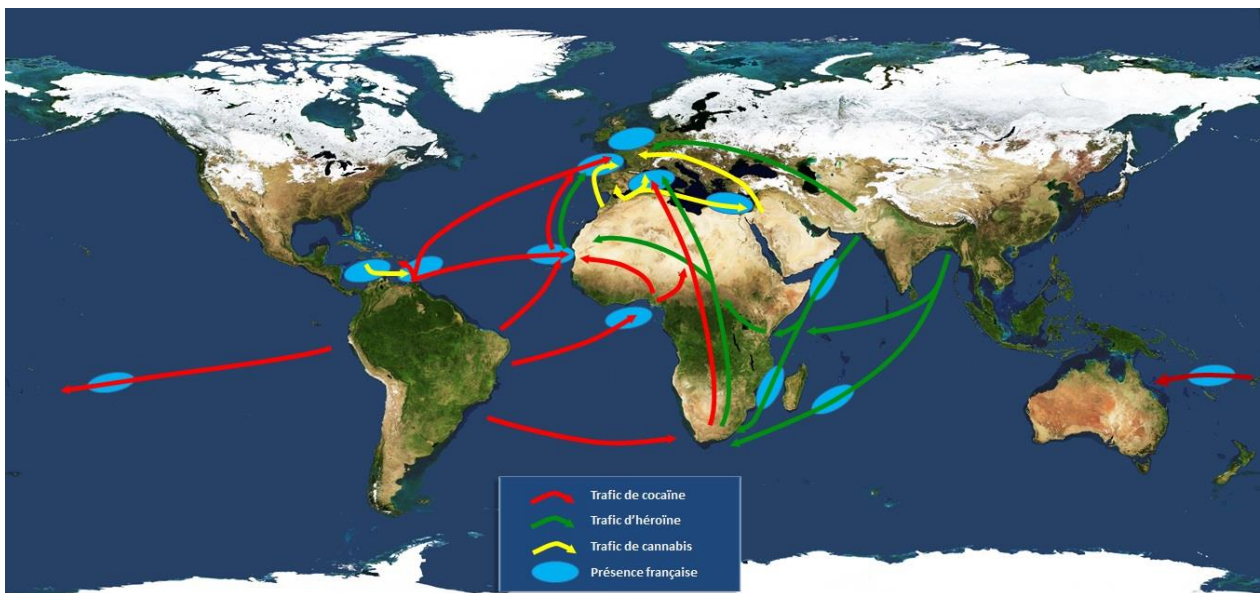 Trafic de cocaïne
Trafic d'héroïne
Trafic de cannabis
Présence française